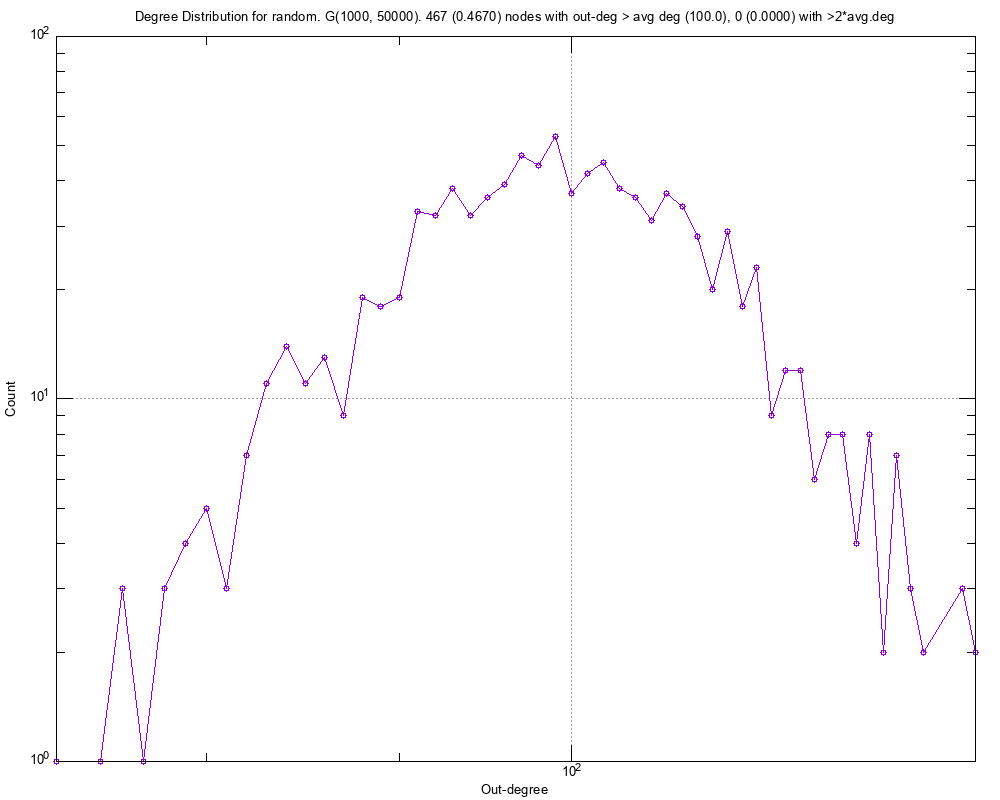 Degree Distribution for random. G(1000, 50000). 467 (0.4670) nodes with out-deg > avg deg (100.0), 0 (0.0000) with >2*avg.deg
10^2
10^1
10^0
Count
10^2
Out-degree